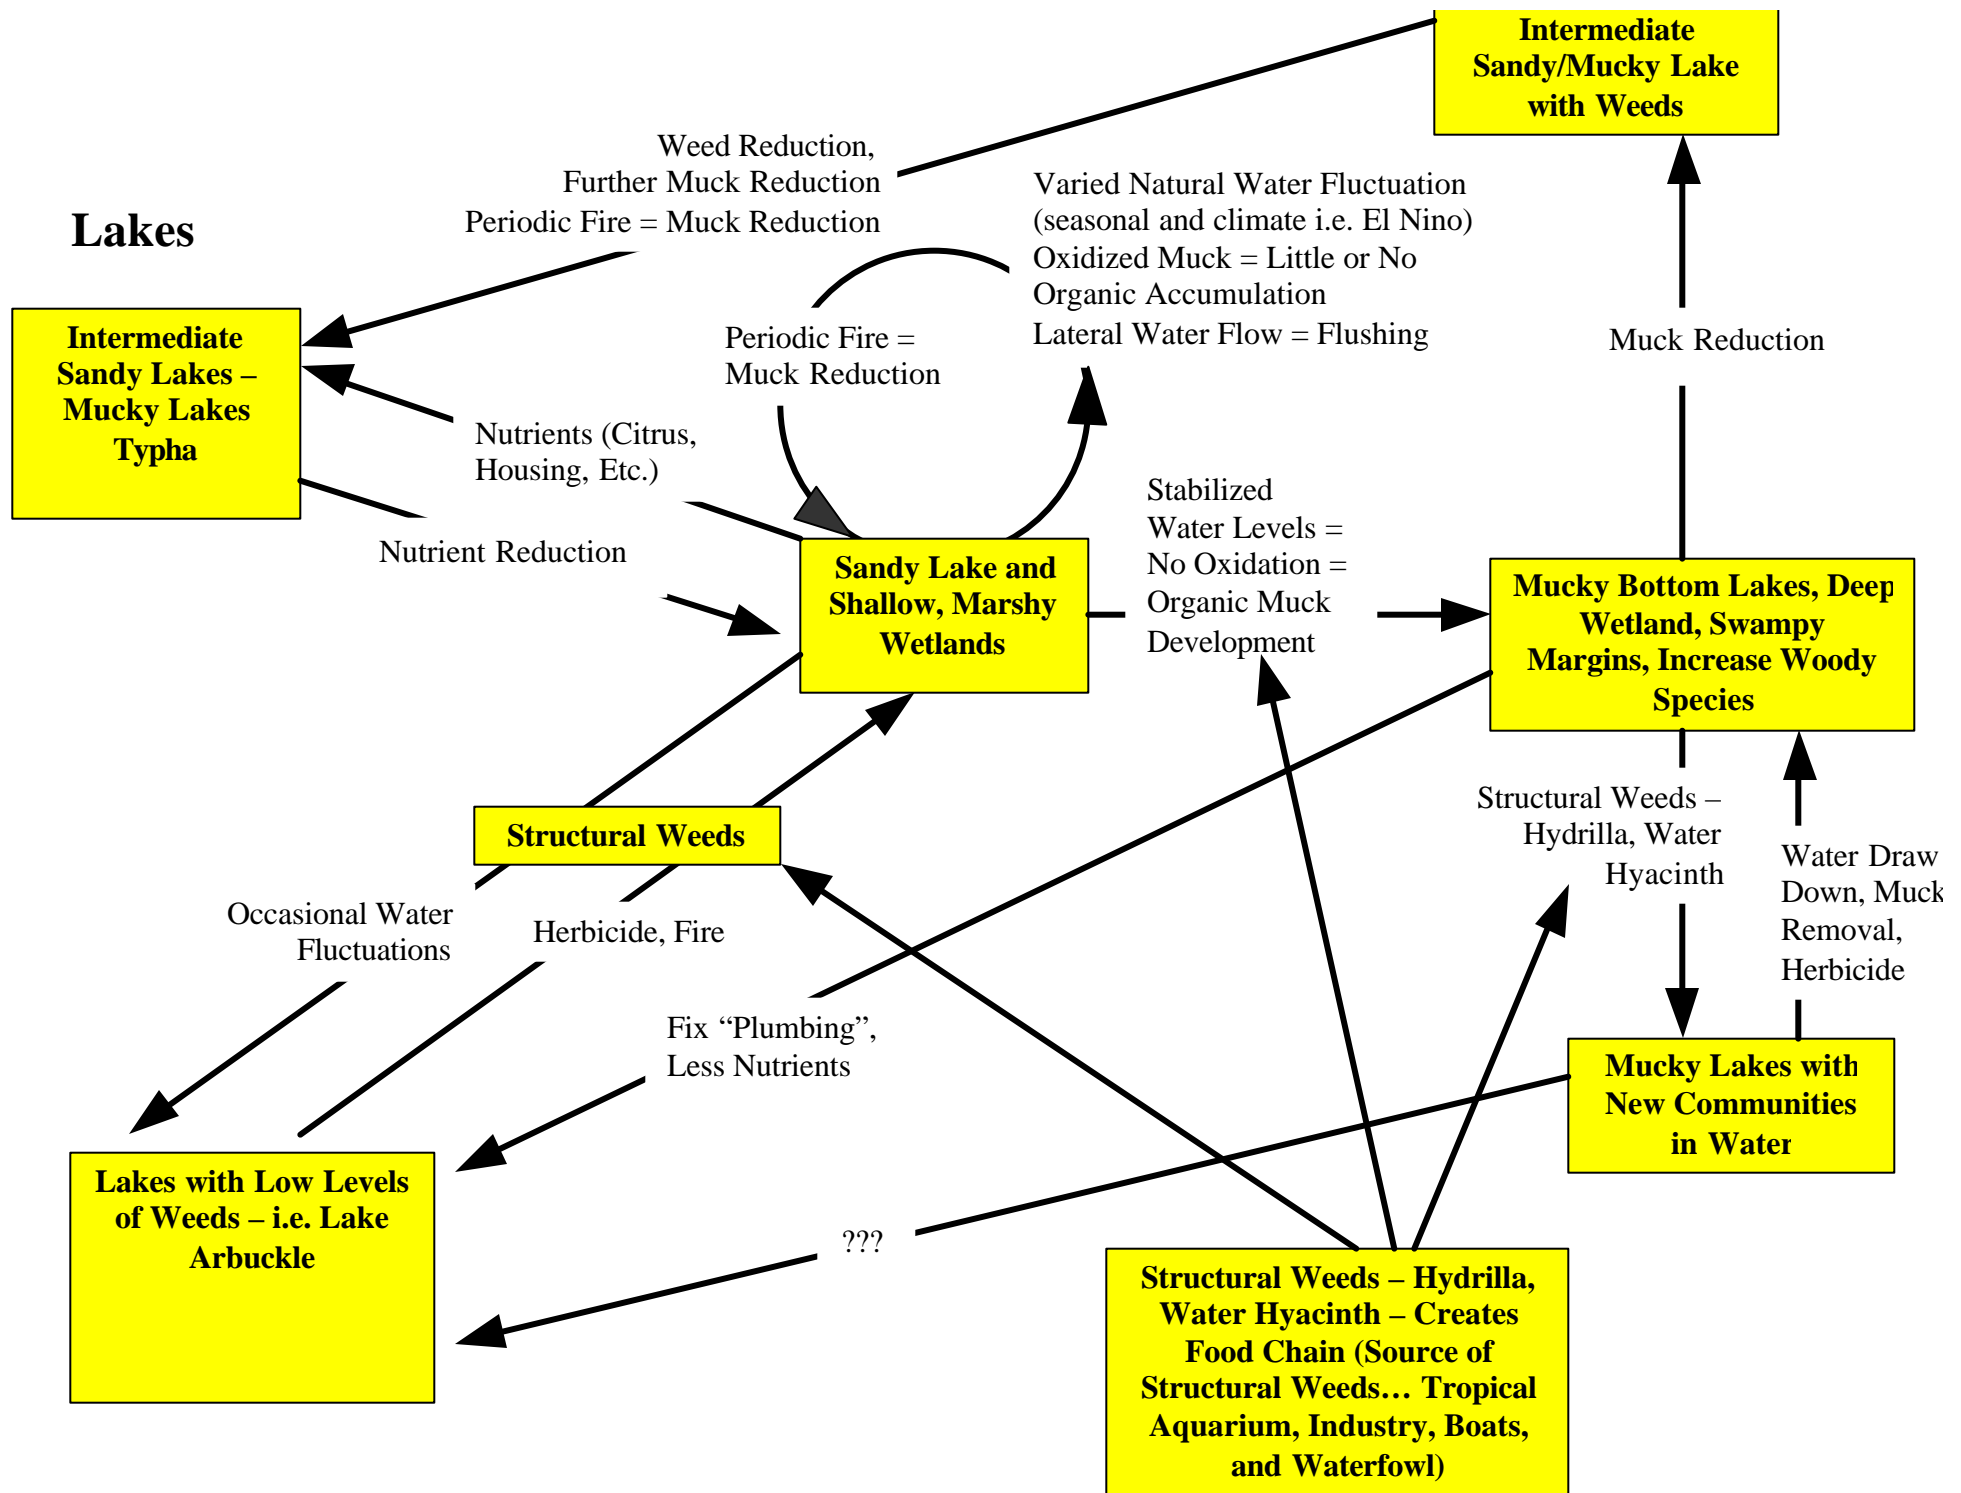 Intermediate
Sandy/Mucky Lake
with Weeds
Weed Reduction,
Further Muck Reduction
Periodic Fire = Muck Reduction
Varied Natural Water Fluctuation
(seasonal and climate i.e. El Nino)
Oxidized Muck = Little or No
Organic Accumulation
Lateral Water Flow = Flushing
Lakes
Intermediate
Sandy Lakes –
Mucky Lakes
Typha
Periodic Fire =
Muck Reduction
Muck Reduction
Nutrients (Citrus,
Housing, Etc.)
Nutrient Reduction
Stabilized
Water Levels =
No Oxidation =
Organic Muck
Development
Sandy Lake and
Shallow, Marshy
Wetlands
Mucky Bottom Lakes, Deep
Wetland, Swampy
Margins, Increase Woody
Species
Structural Weeds
Structural Weeds –
Hydrilla, Water
Hyacinth
Water Draw
Down, Muck
Removal,
Herbicide
Occasional Water
Fluctuations
Herbicide, Fire
Fix “Plumbing”,
Less Nutrients
Mucky Lakes with
New Communities
in Water
Lakes with Low Levels
of Weeds – i.e. Lake
Arbuckle
???
Structural Weeds – Hydrilla,
Water Hyacinth – Creates
Food Chain (Source of
Structural Weeds… Tropical
Aquarium, Industry, Boats,
and Waterfowl)